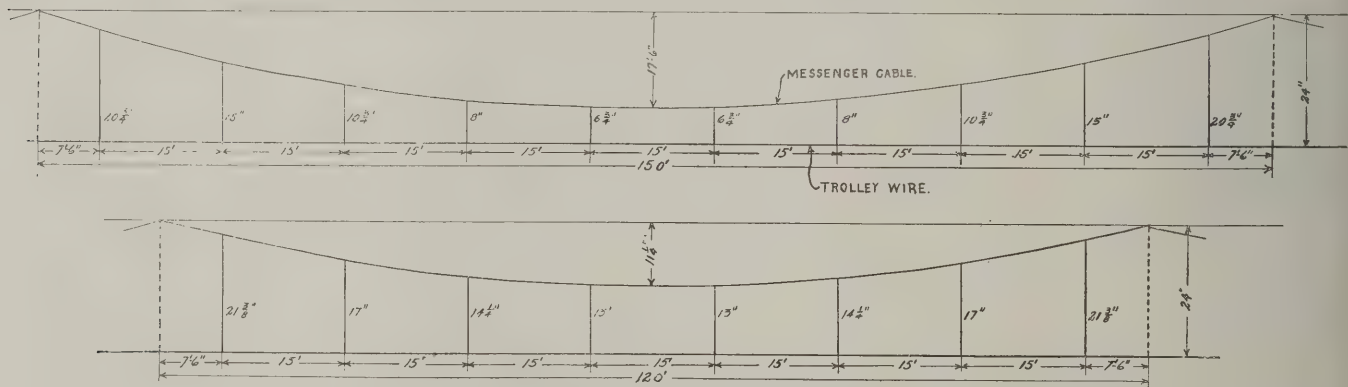 17'6"
MESSENGER CABLE.
24"
20 3/4" 15" 10 3/4" 8" 6 3/4" 6 3/4" 8" 10 3/4" 15" 20 3/4"
7'6" 15' 15' 15' 15' 15' 15' 15' 15' 15' 7'6"
150'
TROLLEY WIRE.
11 1/4"
24"
21 3/8" 17" 14 1/4" 13" 13" 14 1/4" 17" 21 3/8"
7'6" 15' 15' 15' 15' 15' 15' 15' 7'-6"
120'